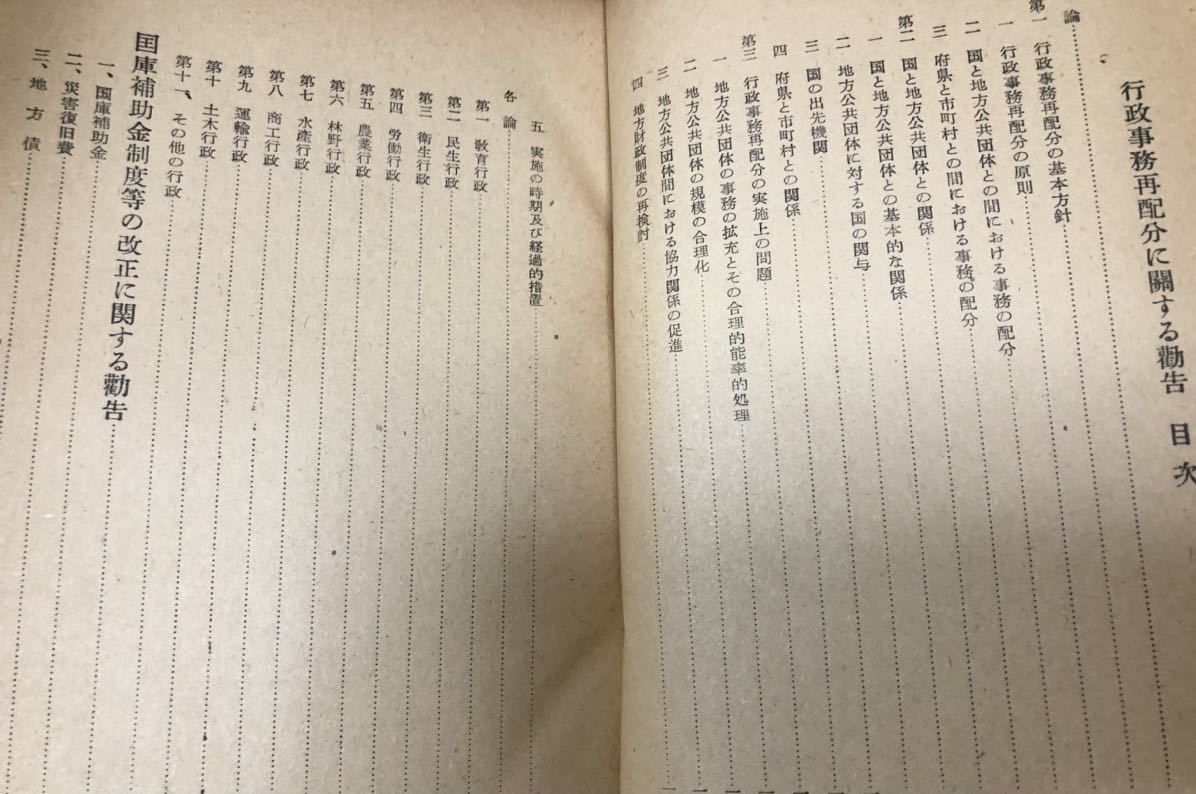 行政事務再配分に關する勸告　目次
論
第一　行政事務再配分の基本方針
一　行政事務再配分の原則
二　国と地方公共団体との間における事務の配分
三　府県と市町村との間における事務の配分
第二　国と地方公共団体との関係
一　国と地方公共団体との基本的な関係
二　地方公共団体に対する国の関与
三　国の出先機関
四　府県と市町村との関係
第三　行政事務再配分の実施上の問題
一　地方公共団体の事務の拡充とその合理的能率的処理
二　地方公共団体の規模の合理化
三　地方公共団体間における協力関係の促進
四　地方財政制度の再検討
五　実施の時期及び経過的措置
各論
第一　教育行政
第二　民生行政
第三　衛生行政
第四　労働行政
第五　農業行政
第六　林野行政
第七　水產行政
第八　商工行政
第九　運輸行政
第十　土木行政
第十一、その他の行政
国庫補助金制度等の改正に関する勸告
一、国庫補助金
二、災害復旧費
三、地方債